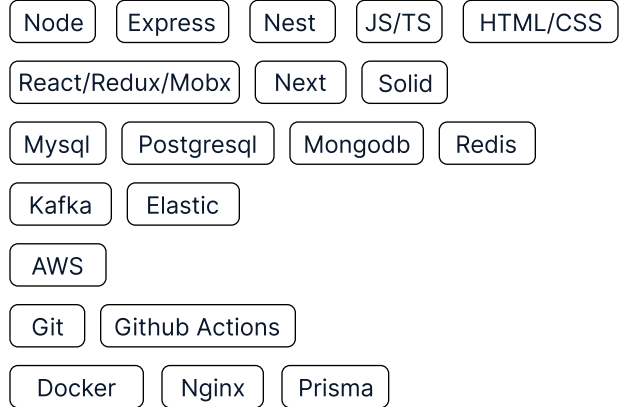 Node Express Nest JS/TS HTML/CSS
React/Redux/Mobx Next Solid
Mysql Postgresql Mongodb Redis
Kafka Elastic
AWS
Git Github Actions
Docker Nginx Prisma